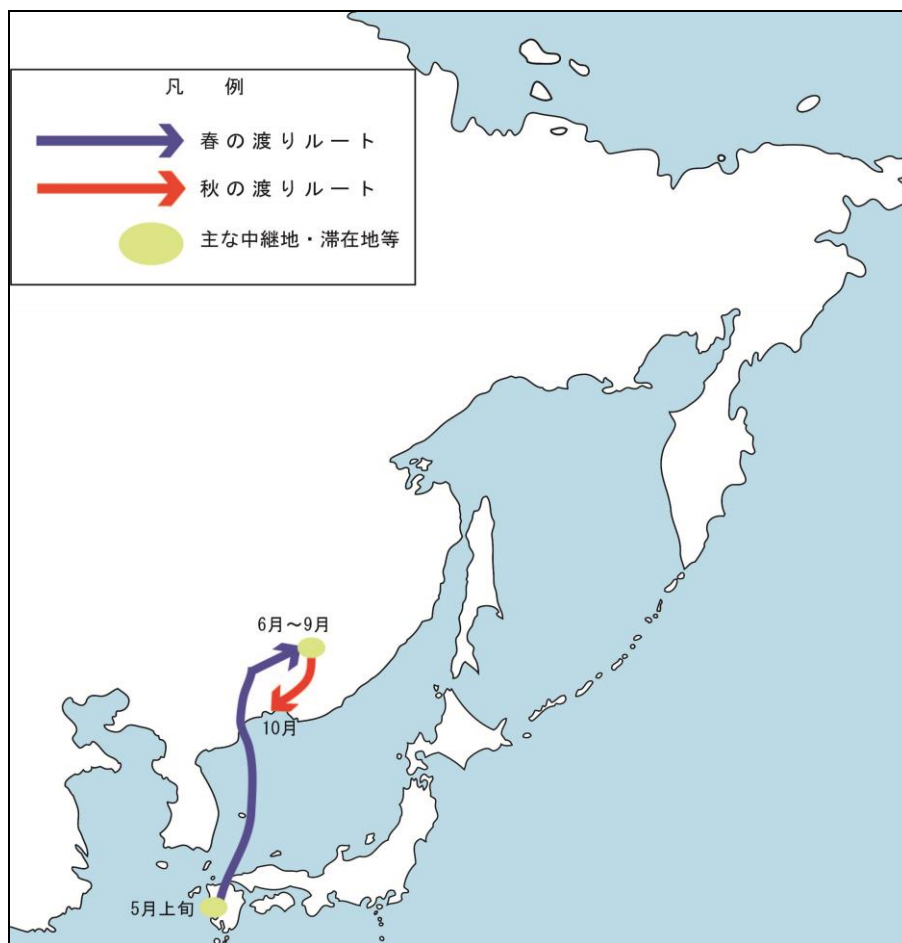 凡 例
春の渡りルート
秋の渡りルート
主な中継地・滞在地等
6月～9月
10月
5月上旬